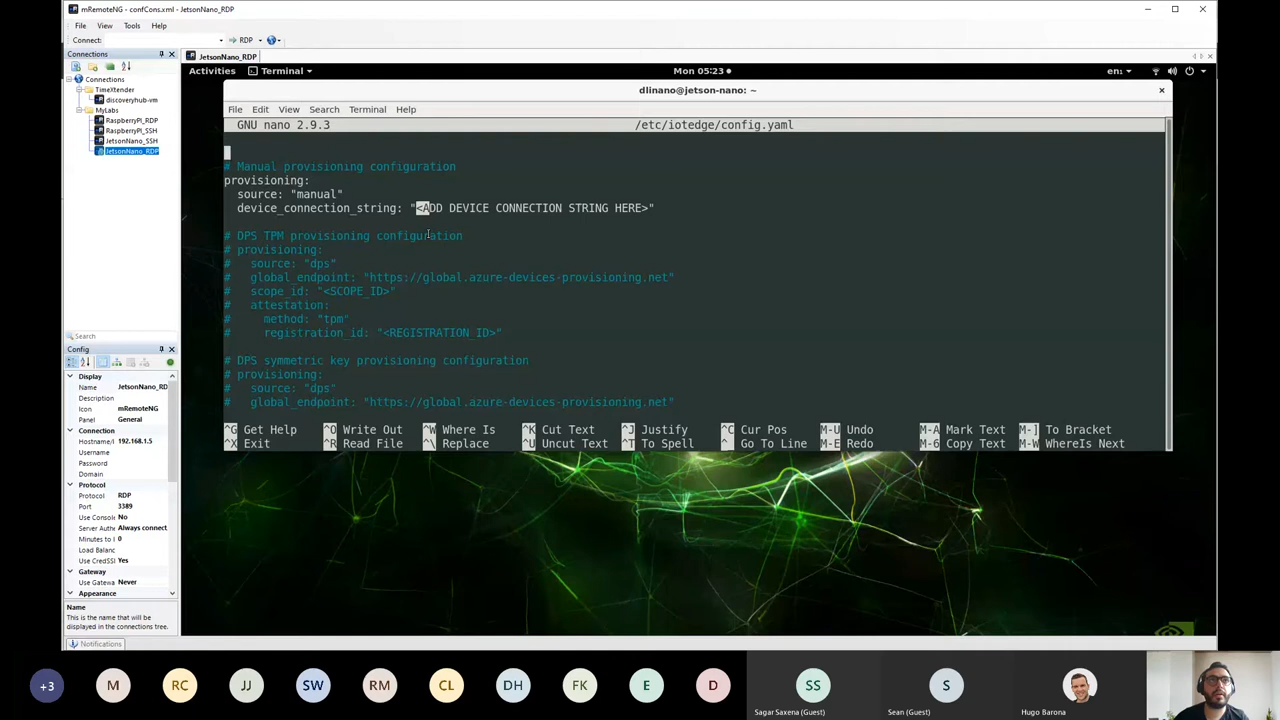 mRemoteNG - confCons.xml - JetsonNano_RDP
File View Tools Help
Connect: RDP
Connections
JetsonNano_RDP
Connections
TimeXtender
discoveryhub-vm
MyLabs
RaspberryPI_RDP
RaspberryPI_SSH
JetsonNano_SSH
JetsonNano_RDP
Activities Terminal Mon 05:23 en1
dlinano@jetson-nano: ~
File Edit View Search Terminal Help
GNU nano 2.9.3 /etc/iotedge/config.yaml
# Manual provisioning configuration
provisioning:
source: "manual"
device_connection_string: "<ADD DEVICE CONNECTION STRING HERE>"
# DPS TPM provisioning configuration
# provisioning:
# source: "dps"
# global_endpoint: "https://global.azure-devices-provisioning.net"
# scope_id: "<SCOPE_ID>"
# attestation:
# method: "tpm"
# registration_id: "<REGISTRATION_ID>"
# DPS symmetric key provisioning configuration
# provisioning:
# source: "dps"
# global_endpoint: "https://global.azure-devices-provisioning.net"
^G Get Help ^O Write Out ^W Where Is ^K Cut Text ^J Justify ^C Cur Pos M-U Undo M-A Mark Text M-] To Bracket
^X Exit ^R Read File ^\ Replace ^U Uncut Text ^T To Spell ^_ Go To Line M-E Redo M-6 Copy Text M-W WhereIs Next
Search
Config
Display
Name JetsonNano_RD
Description
Icon mRemoteNG
Panel General
Connection
Hostname/I 192.168.1.5
Username
Password
Domain
Protocol
Protocol RDP
Port 3389
Use Console No
Server Authe Always connect
Minutes to I 0
Load Balanc
Use CredSSI Yes
Gateway
Use Gatewa Never
Appearance
Name
This is the name that will be
displayed in the connections tree.
Notifications
+3 M RC JJ SW RM CL DH FK E D SS S
Sagar Saxena (Guest) Sean (Guest) Hugo Barona